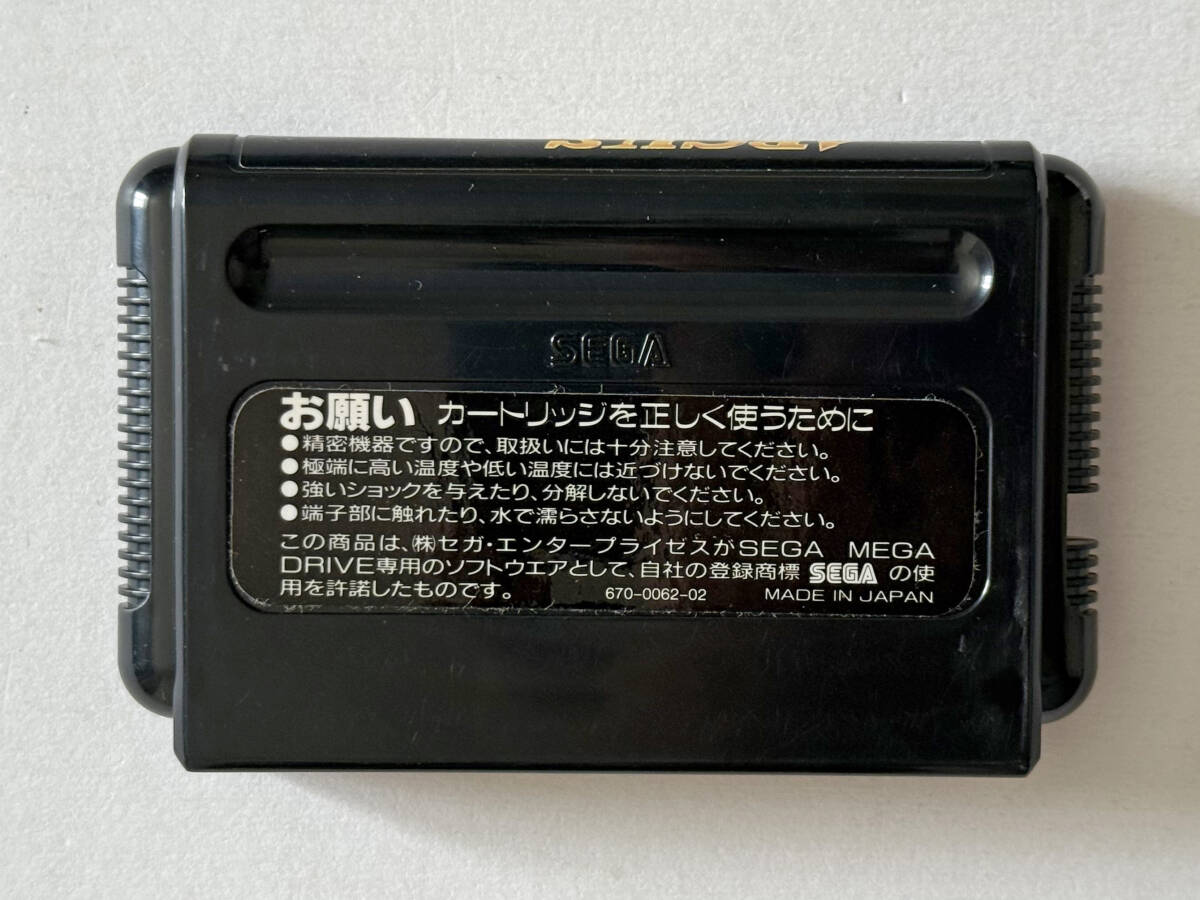 ARCUS
SEGA
お願い カートリッジを正しく使うために
●精密機器ですので、取扱いには十分注意してください。
●極端に高い温度や低い温度には近づけないでください。
●強いショックを与えたり、分解しないでください。
●端子部に触れたり、水で濡らさないようにしてください。
この商品は、㈱セガ・エンタープライゼスがSEGA MEGA
DRIVE専用のソフトウエアとして、自社の登録商標 SEGA の使
用を許諾したものです。 670-0062-02 MADE IN JAPAN